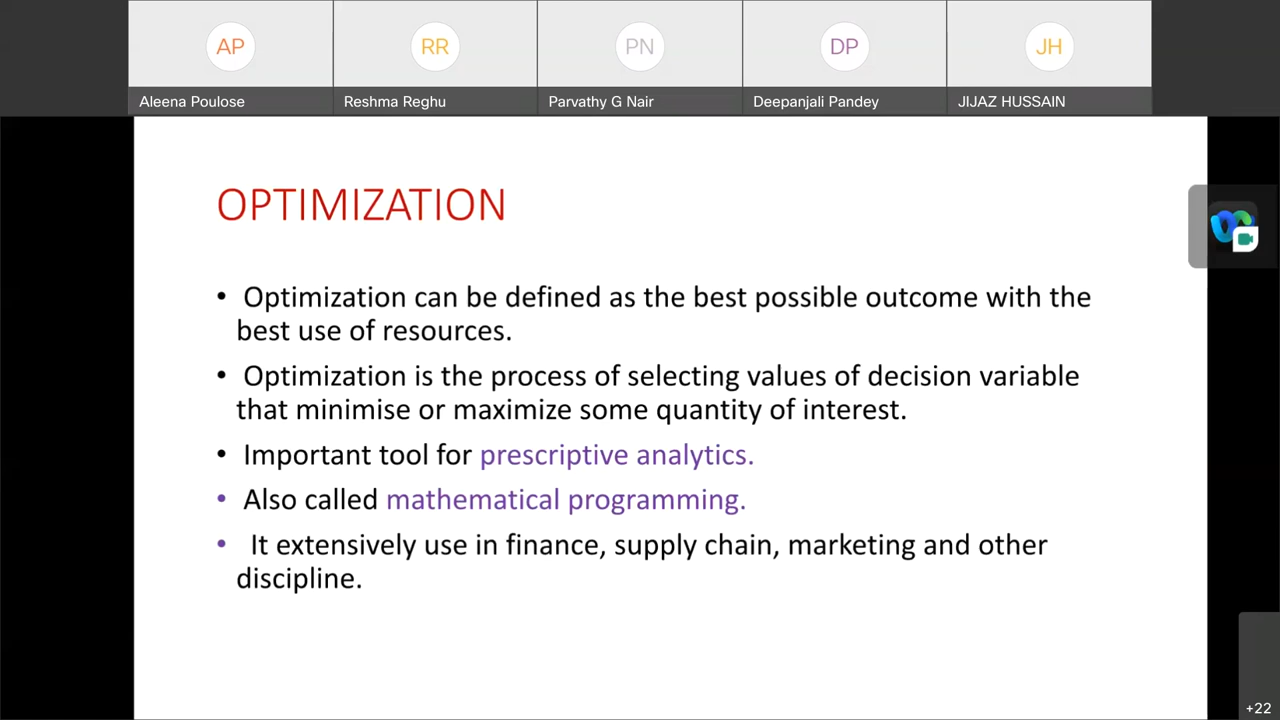 AP
RR
PN
DP
JH
Aleena Poulose
Reshma Reghu
Parvathy G Nair
Deepanjali Pandey
JIJAZ HUSSAIN
OPTIMIZATION
• Optimization can be defined as the best possible outcome with the
best use of resources.
• Optimization is the process of selecting values of decision variable
that minimise or maximize some quantity of interest.
• Important tool for prescriptive analytics.
• Also called mathematical programming.
• It extensively use in finance, supply chain, marketing and other
discipline.
+22